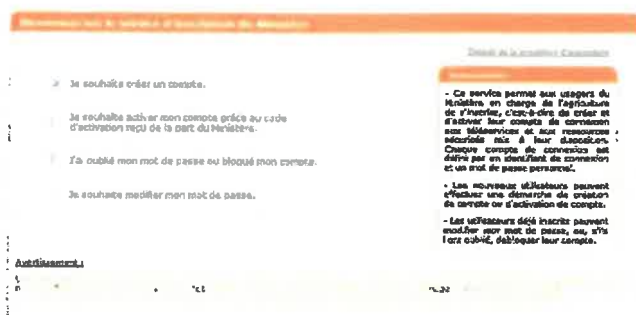 Bienvenue sur le service d'inscription du Ministère
Je souhaite créer un compte.
Je souhaite activer mon compte grâce au code
d'activation reçu de la part du Ministère.
J'ai oublié mon mot de passe ou bloqué mon compte.
Je souhaite modifier mon mot de passe.
- Ce service permet aux usagers du
Ministère en charge de l'agriculture
de s'inscrire, c'est-à-dire de créer et
d'activer leur compte de connexion
aux téléservices et aux ressources
sécurisés mis à leur disposition.
Chaque compte de connexion est
défini par un identifiant de connexion
et un mot de passe personnel.
- Les nouveaux utilisateurs peuvent
effectuer une démarche de création
de compte ou d'activation de compte.
- Les utilisateurs déjà inscrits peuvent
modifier leur mot de passe, ou, s'ils
l'ont oublié, débloquer leur compte.
Avertissement :